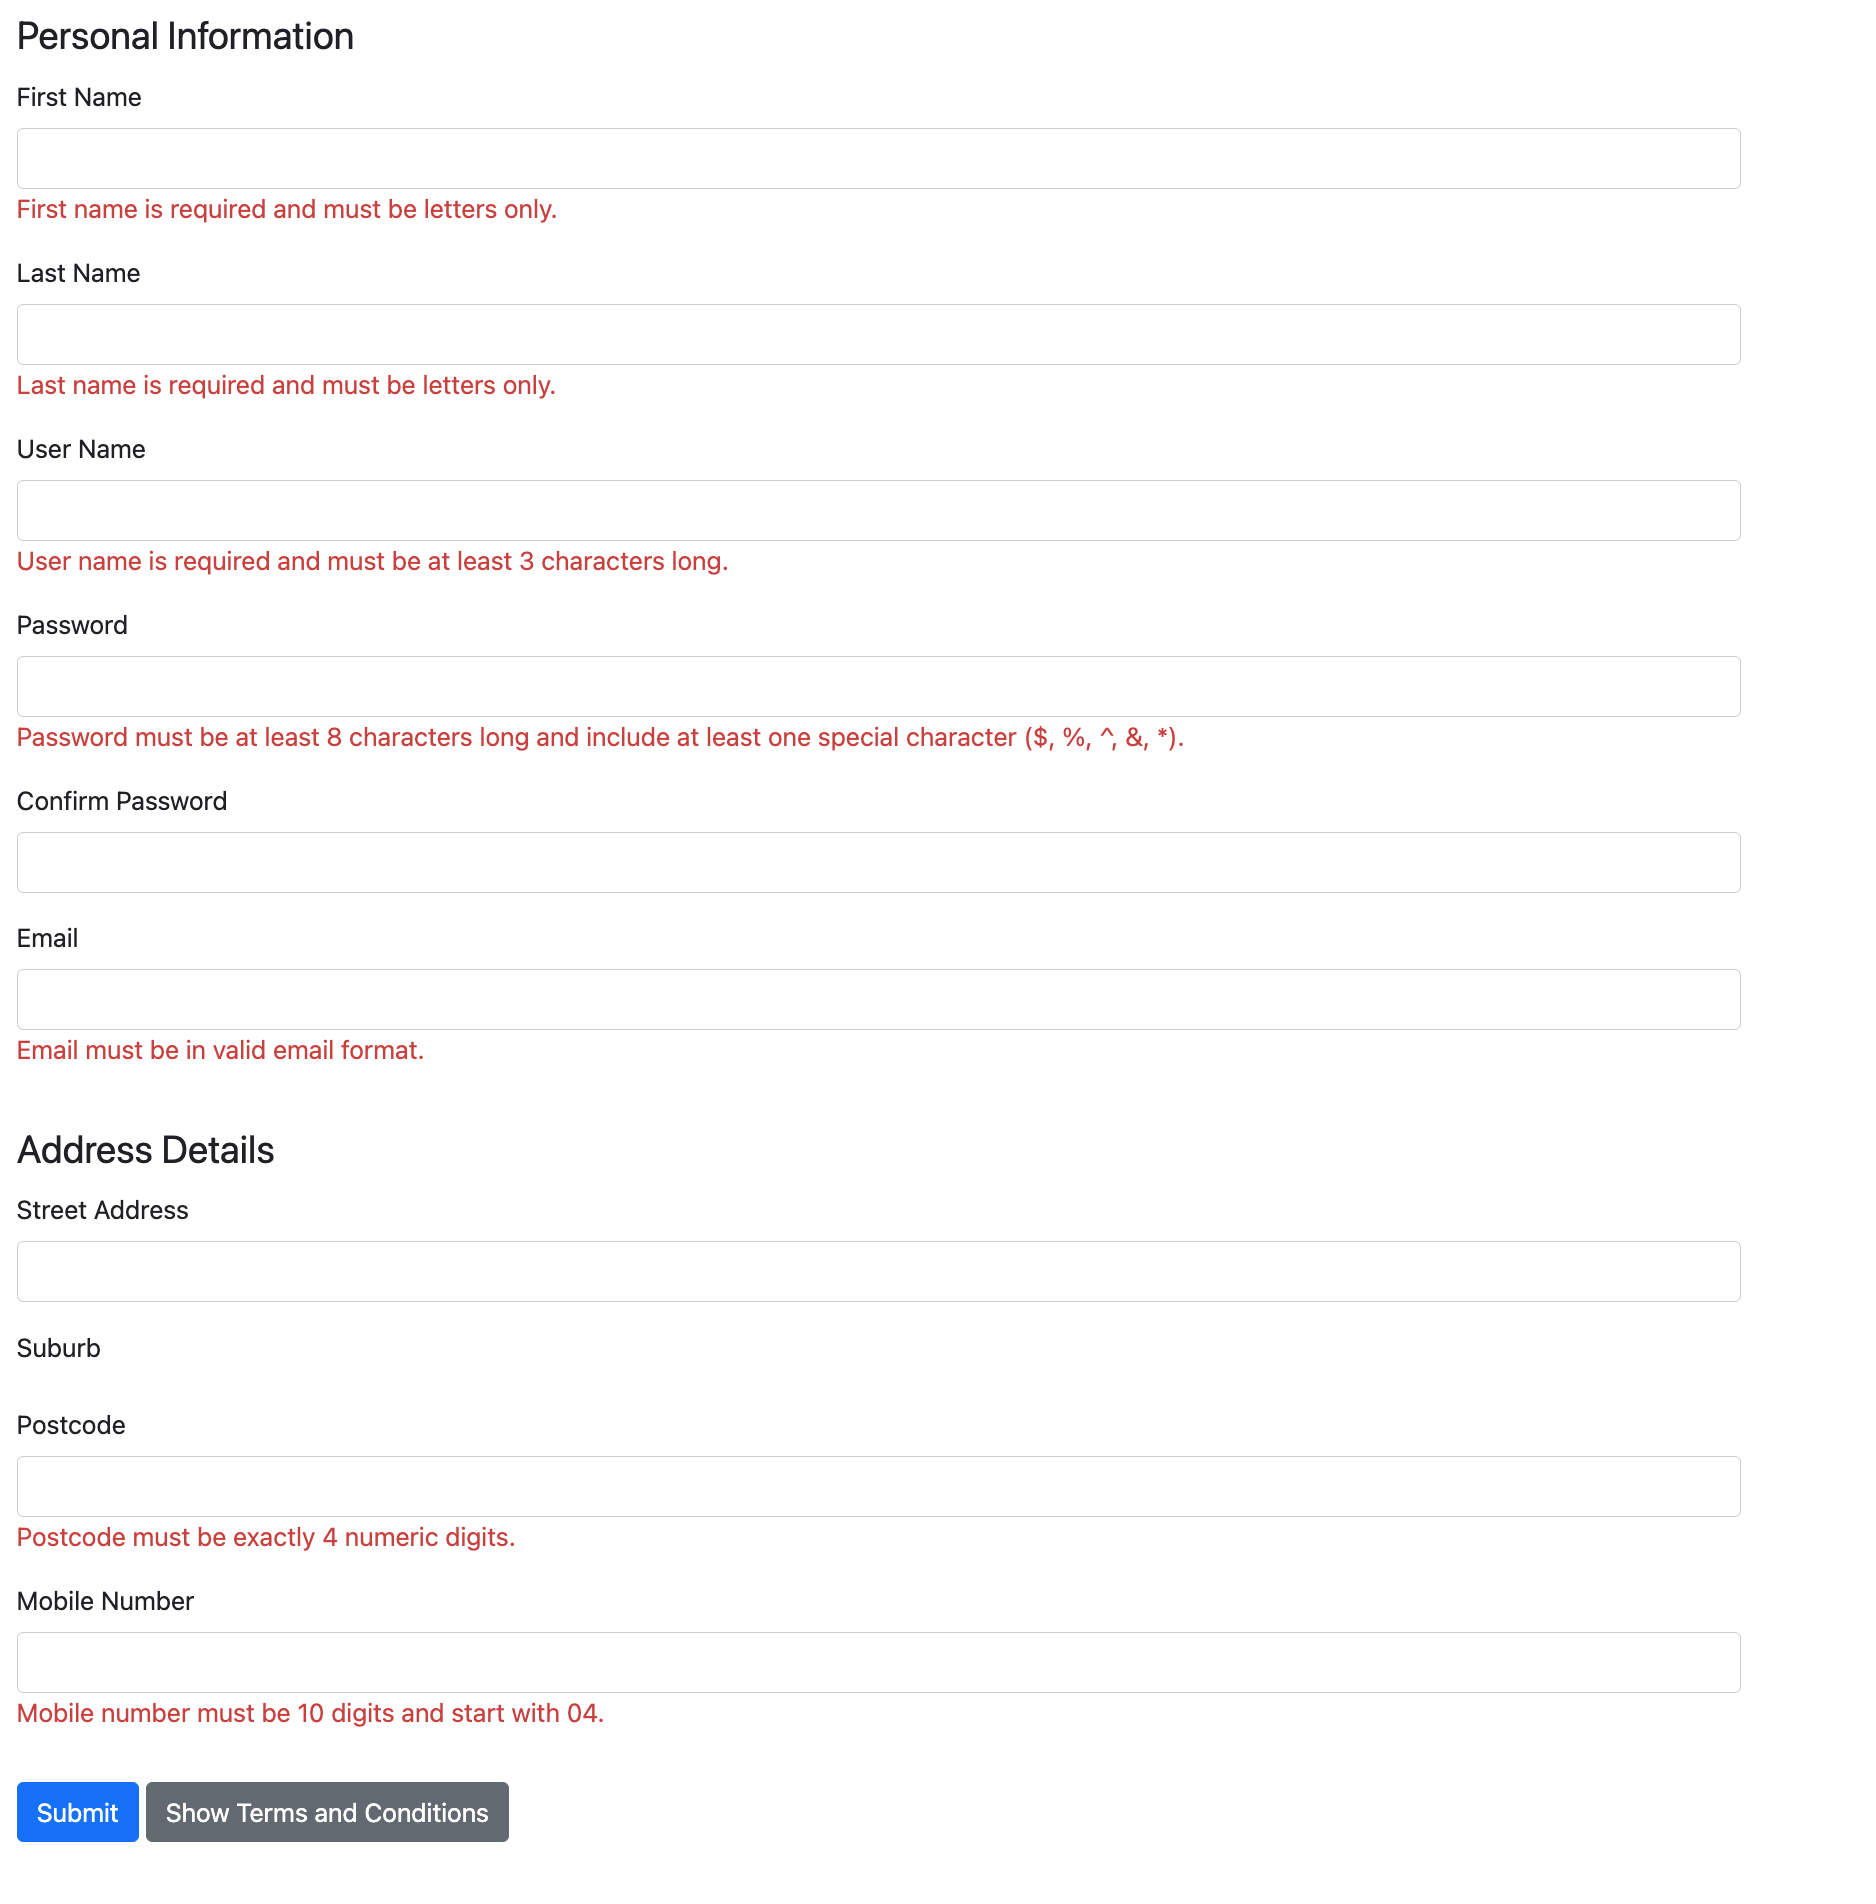 Personal Information
First Name
First name is required and must be letters only.
Last Name
Last name is required and must be letters only.
User Name
User name is required and must be at least 3 characters long.
Password
Password must be at least 8 characters long and include at least one special character ($, %, ^, &, *).
Confirm Password
Email
Email must be in valid email format.
Address Details
Street Address
Suburb
Postcode
Postcode must be exactly 4 numeric digits.
Mobile Number
Mobile number must be 10 digits and start with 04.
Submit Show Terms and Conditions